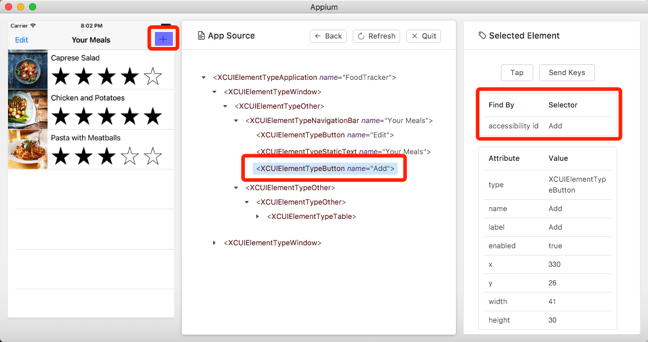 Appium
Carrier 8:02 PM
Edit Your Meals +
Caprese Salad
Chicken and Potatoes
Pasta with Meatballs
App Source
← Back
Refresh
× Quit
<XCUIElementTypeApplication name="FoodTracker">
<XCUIElementTypeWindow>
<XCUIElementTypeOther>
<XCUIElementTypeNavigationBar name="Your Meals">
<XCUIElementTypeButton name="Edit">
<XCUIElementTypeStaticText name="Your Meals">
<XCUIElementTypeButton name="Add">
<XCUIElementTypeOther>
<XCUIElementTypeOther>
<XCUIElementTypeTable>
<XCUIElementTypeWindow>
Selected Element
Tap
Send Keys
Find By Selector
accessibility id Add
Attribute Value
type XCUIElementTyp
eButton
name Add
label Add
enabled true
x 330
y 26
width 41
height 30